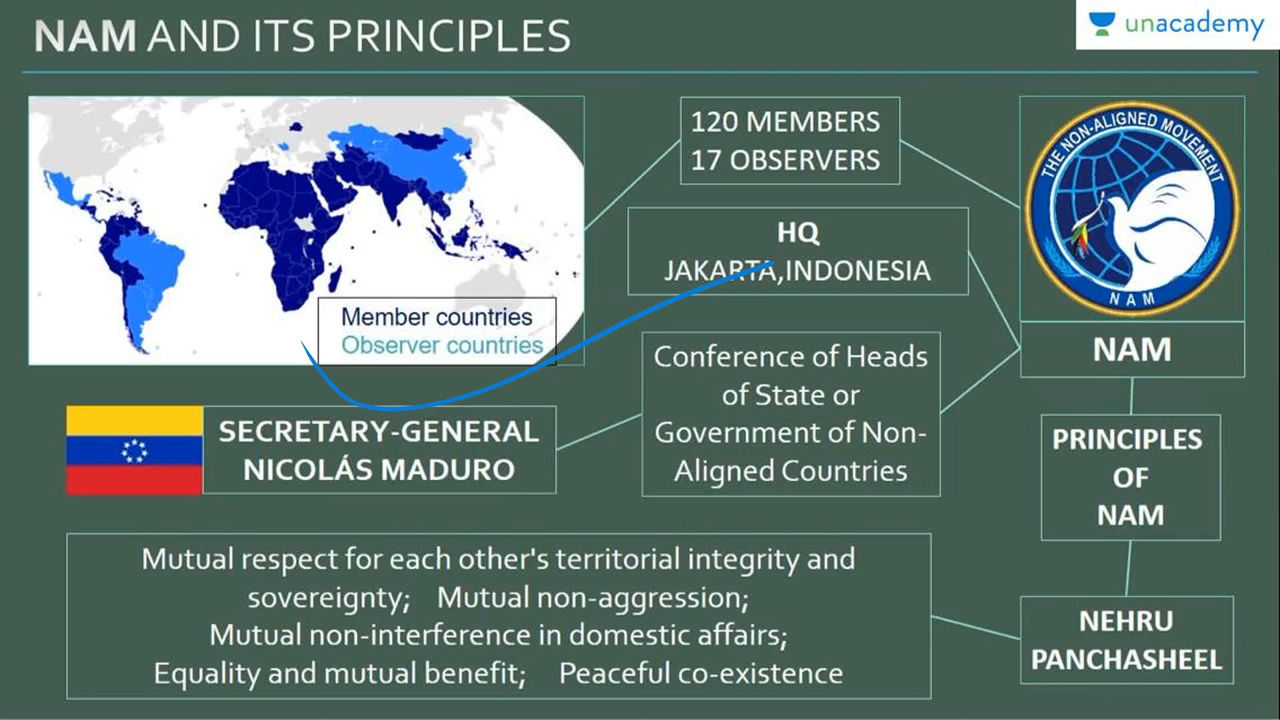 NAM AND ITS PRINCIPLES
unacademy
120 MEMBERS
17 OBSERVERS
THE NON-ALIGNED MOVEMENT
NAM
HQ
JAKARTA,INDONESIA
Member countries
Observer countries
Conference of Heads
of State or
Government of Non-
Aligned Countries
NAM
SECRETARY-GENERAL
NICOLÁS MADURO
PRINCIPLES
OF
NAM
Mutual respect for each other's territorial integrity and
sovereignty; Mutual non-aggression;
Mutual non-interference in domestic affairs;
Equality and mutual benefit; Peaceful co-existence
NEHRU
PANCHASHEEL